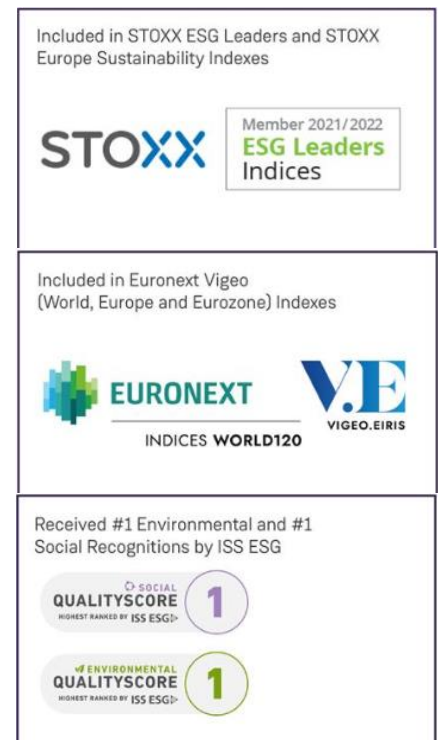 Included in STOXX ESG Leaders and STOXX
Europe Sustainability Indexes
STOXX
Member 2021/2022
ESG Leaders
Indices
Included in Euronext Vigeo
(World, Europe and Eurozone) Indexes
EURONEXT
INDICES WORLD120
V.E
VIGEO.EIRIS
Received #1 Environmental and #1
Social Recognitions by ISS ESG
SOCIAL
QUALITYSCORE
HIGHEST RANKED BY ISS ESG
1
ENVIRONMENTAL
QUALITYSCORE
HIGHEST RANKED BY ISS ESG
1